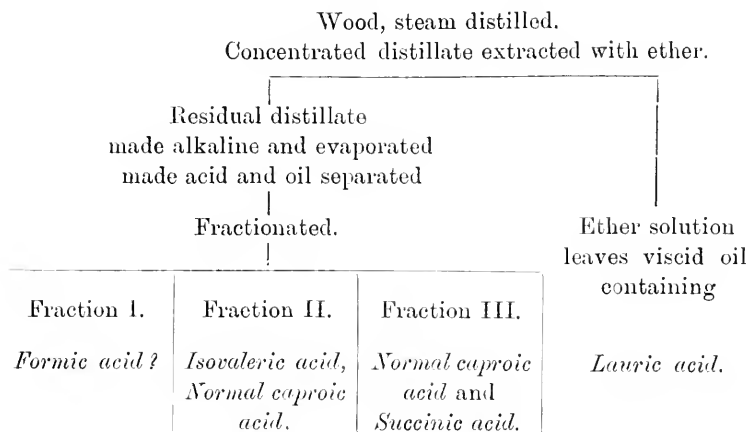 Wood, steam distilled.
Concentrated distillate extracted with ether.
Residual distillate
made alkaline and evaporated
made acid and oil separated
Fractionated.
Ether solution
leaves viscid oil
containing
Fraction I.
Formic acid?
Fraction II.
Isovaleric acid,
Normal caproic
acid.
Fraction III.
Normal caproic
acid and
Succinic acid.
Lauric acid.